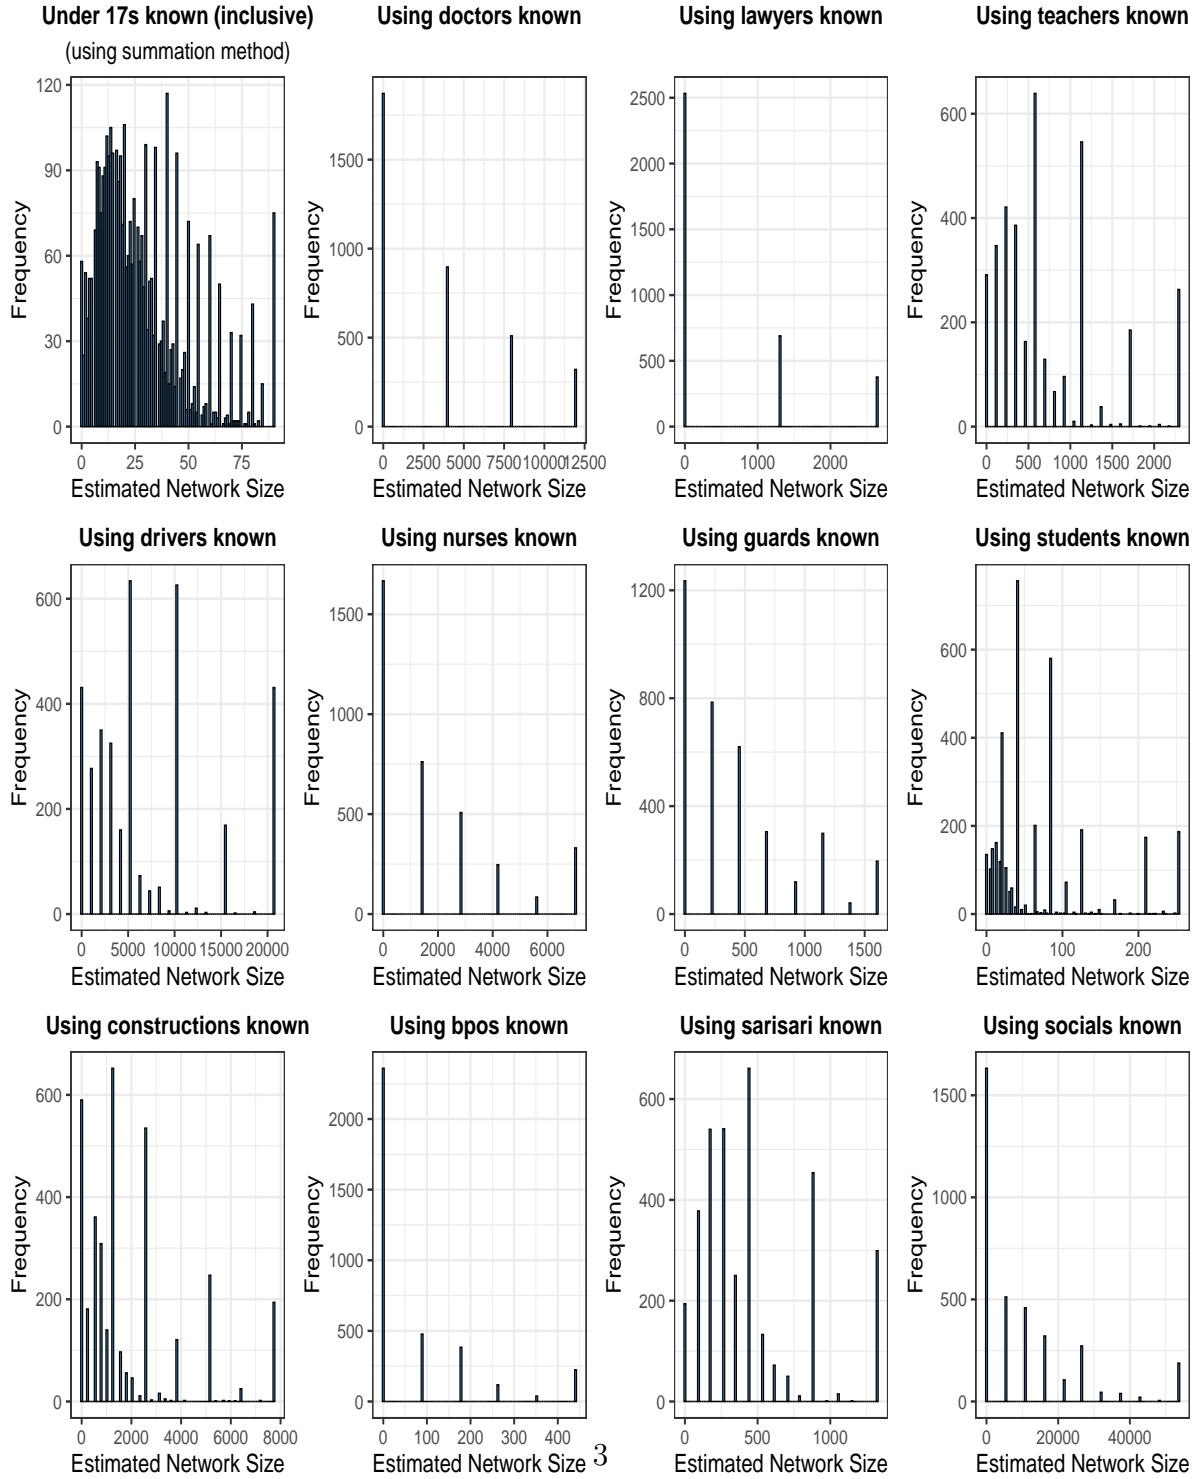 Under 17s known (inclusive)
(using summation method)
Frequency
120
90
60
30
0
0 25 50 75
Estimated Network Size
Using doctors known
Frequency
1500
1000
500
0
0 2500 5000 7500 10000 12500
Estimated Network Size
Using lawyers known
Frequency
2500
2000
1500
1000
500
0
0 1000 2000
Estimated Network Size
Using teachers known
Frequency
600
400
200
0
0 500 1000 1500 2000
Estimated Network Size
Using drivers known
Frequency
600
400
200
0
0 5000 10000 15000 20000
Estimated Network Size
Using nurses known
Frequency
1500
1000
500
0
0 2000 4000 6000
Estimated Network Size
Using guards known
Frequency
1200
800
400
0
0 500 1000 1500
Estimated Network Size
Using students known
Frequency
600
400
200
0
0 100 200
Estimated Network Size
Using constructions known
Frequency
600
400
200
0
0 2000 4000 6000 8000
Estimated Network Size
Using bpos known
Frequency
2000
1500
1000
500
0
0 100 200 300 400
Estimated Network Size
Using sarisari known
Frequency
600
400
200
0
0 500 1000
Estimated Network Size
Using socials known
Frequency
1500
1000
500
0
0 20000 40000
Estimated Network Size
3